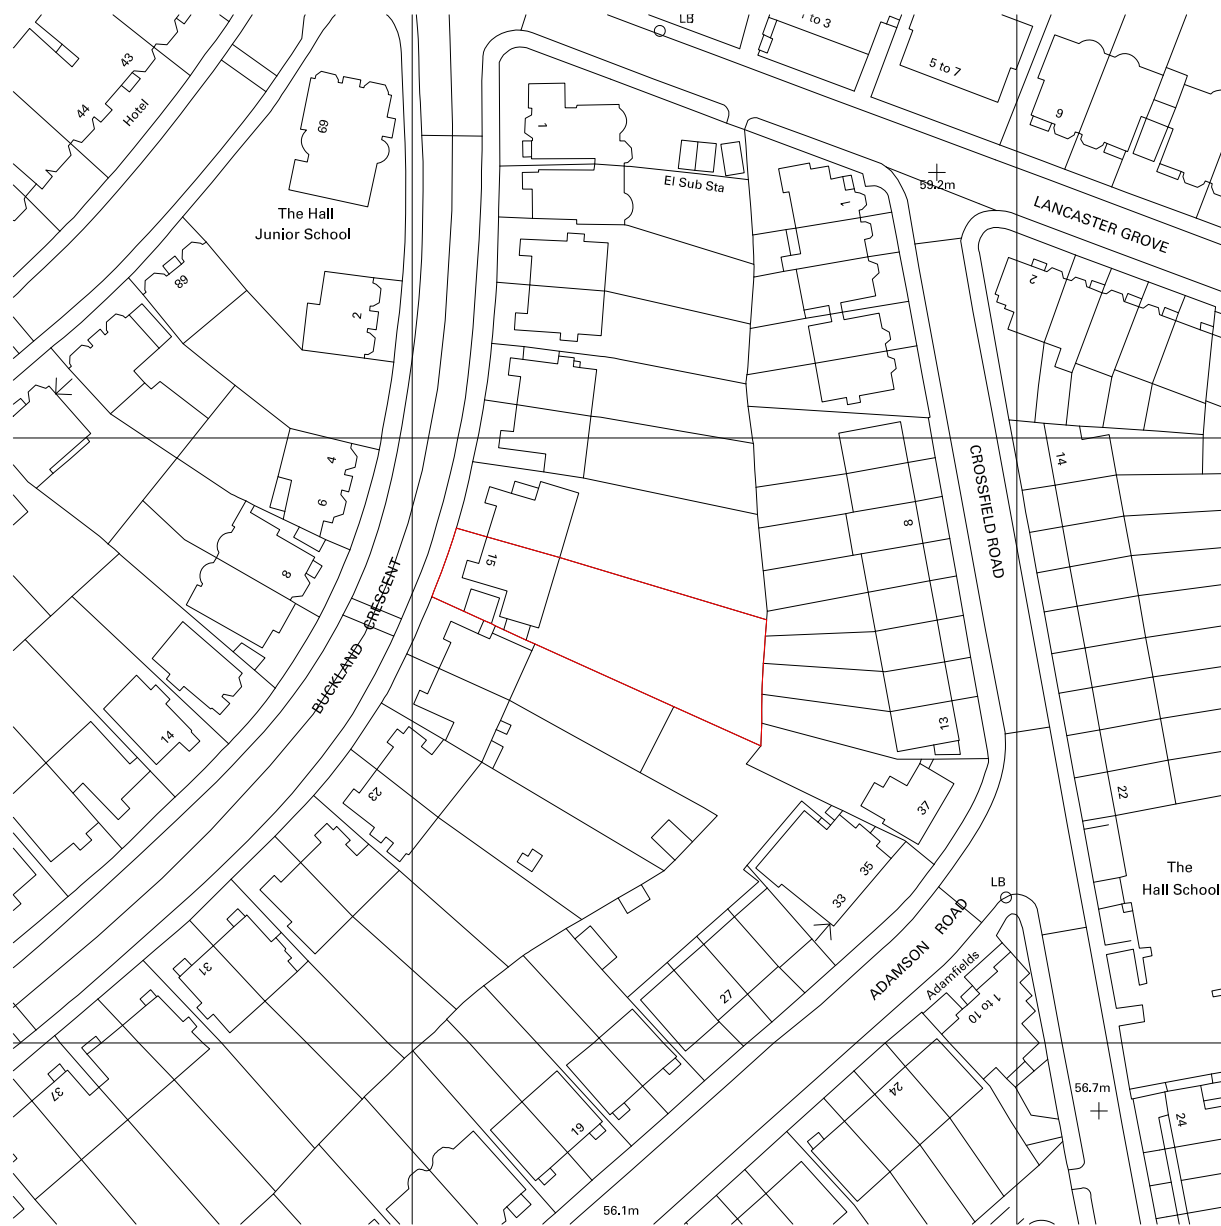 LB
1 to 3
5 to 7
9
43
44
Hotel
69
1
El Sub Sta
59.2m
LANCASTER GROVE
The Hall
Junior School
1
2
68
2
4
6
CROSSFIELD ROAD
14
8
15
8
BUCKLAND CRESCENT
14
13
23
37
22
35
33
The
Hall School
LB
ADAMSON ROAD
Adamfields
1 to 10
31
27
37
24
56.7m
19
24
56.1m